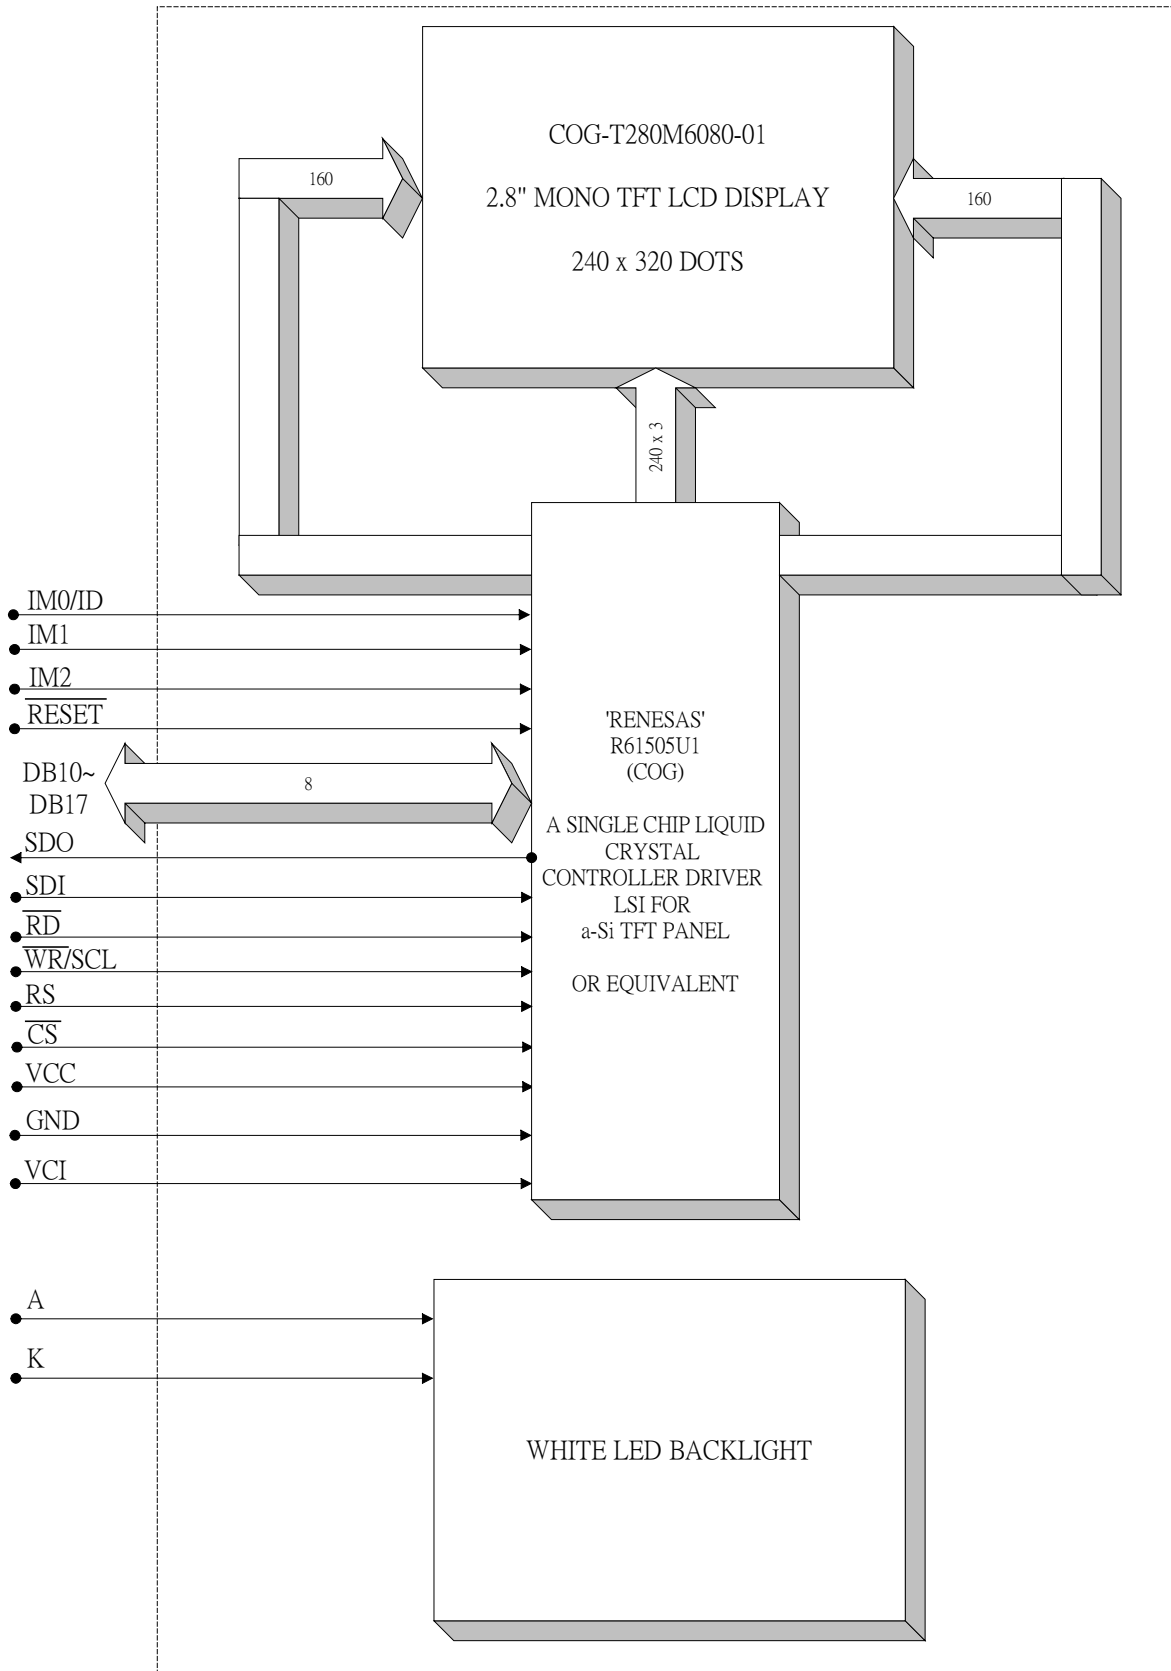 COG-T280M6080-01
2.8" MONO TFT LCD DISPLAY
240 x 320 DOTS
160
160
240 x 3
IM0/ID
IM1
IM2
RESET
DB10~
DB17
8
SDO
SDI
RD
WR/SCL
RS
CS
VCC
GND
VCI
'RENESAS'
R61505U1
(COG)
A SINGLE CHIP LIQUID
CRYSTAL
CONTROLLER DRIVER
LSI FOR
a-Si TFT PANEL
OR EQUIVALENT
A
K
WHITE LED BACKLIGHT